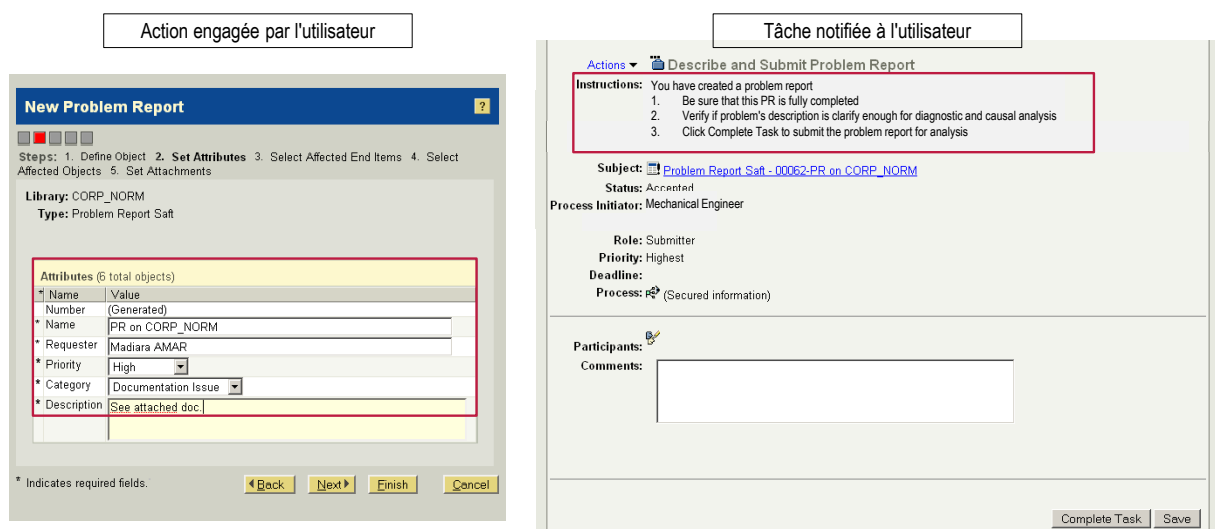 Action engagée par l'utilisateur
New Problem Report
?
Steps: 1. Define Object 2. Set Attributes 3. Select Affected End Items 4. Select
Affected Objects 5. Set Attachments
Library: CORP_NORM
Type: Problem Report Saft
Attributes (6 total objects)
* Name Value
Number (Generated)
* Name PR on CORP_NORM
* Requester Madiara AMAR
* Priority High
* Category Documentation Issue
* Description See attached doc.
* Indicates required fields.
Back Next Finish Cancel
Tâche notifiée à l'utilisateur
Actions Describe and Submit Problem Report
Instructions: You have created a problem report
1. Be sure that this PR is fully completed
2. Verify if problem's description is clarify enough for diagnostic and causal analysis
3. Click Complete Task to submit the problem report for analysis
Subject: Problem Report Saft - 00062-PR on CORP_NORM
Status: Accepted
Process Initiator: Mechanical Engineer
Role: Submitter
Priority: Highest
Deadline:
Process: (Secured information)
Participants:
Comments:
Complete Task Save